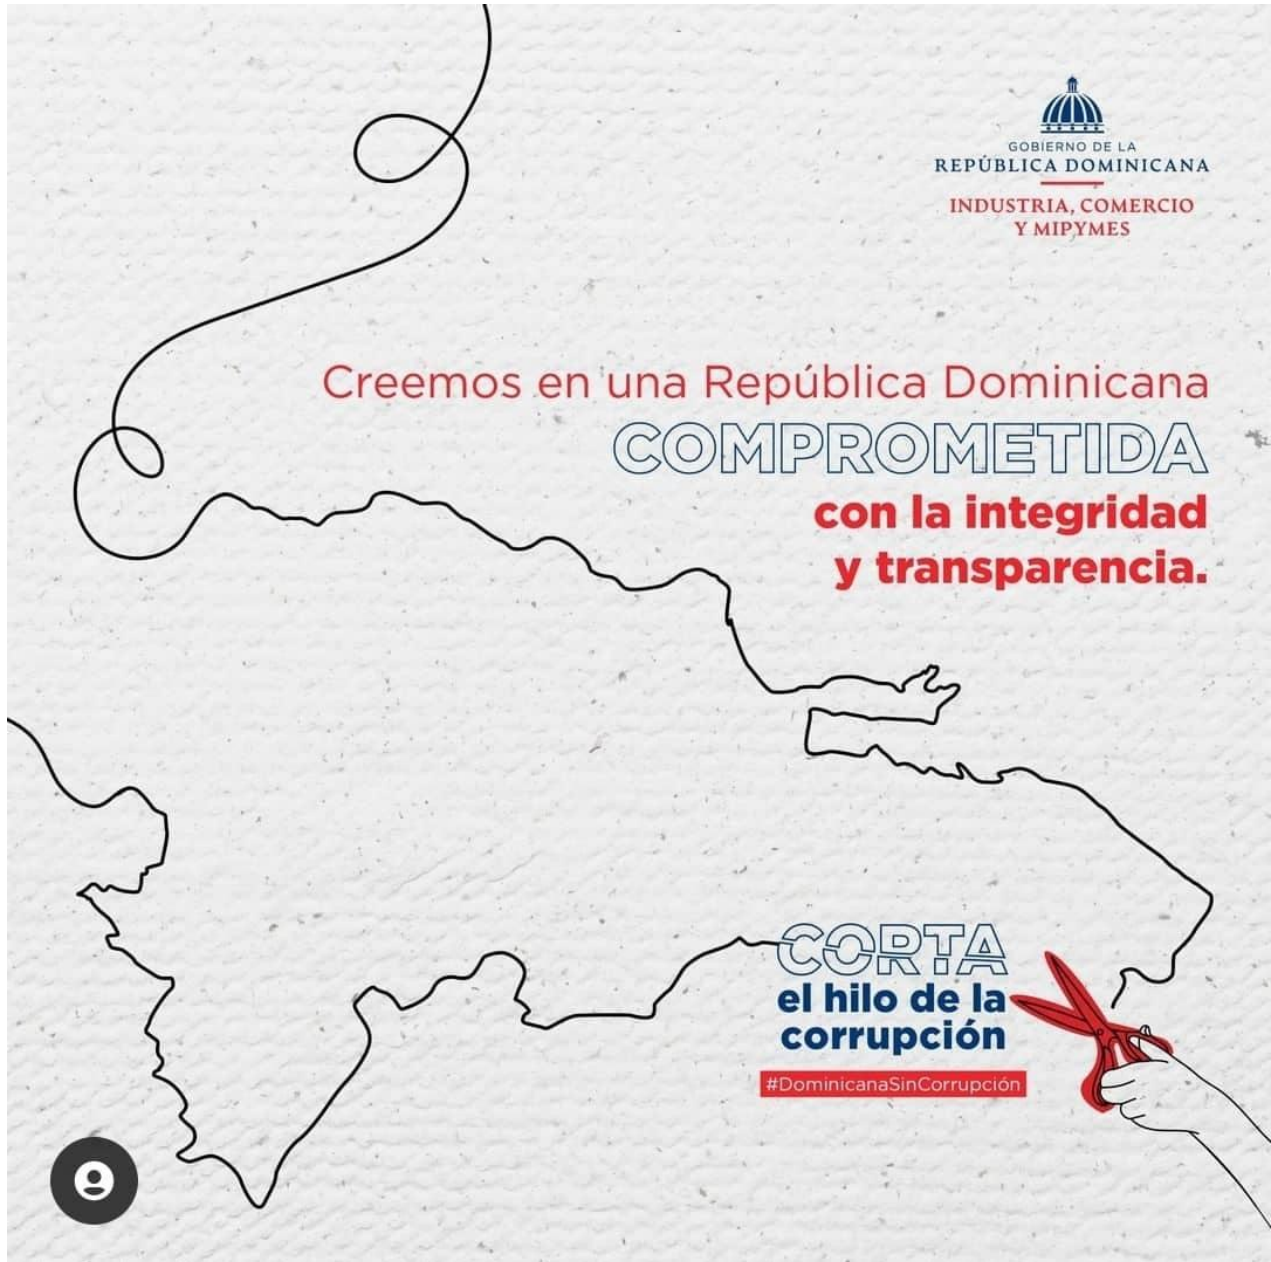 GOBIERNO DE LA
REPÚBLICA DOMINICANA
INDUSTRIA, COMERCIO
Y MIPYMES
Creemos en una República Dominicana
COMPROMETIDA
con la integridad
y transparencia.
CORTA
el hilo de la
corrupción
#DominicanaSinCorrupción